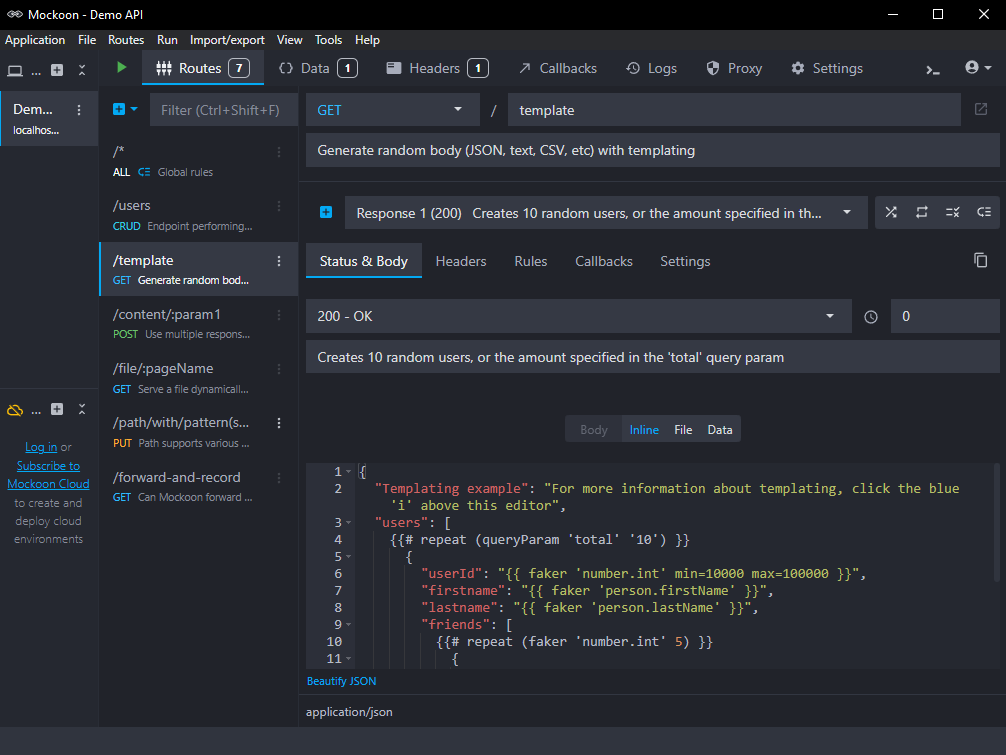 Mockoon - Demo API
Application File Routes Run Import/export View Tools Help
... Routes 7 Data 1 Headers 1 Callbacks Logs Proxy Settings
Dem...
localhos...
Filter (Ctrl+Shift+F)
GET / template
Generate random body (JSON, text, CSV, etc) with templating
/*
ALL Global rules
/users
CRUD Endpoint performing...
/template
GET Generate random bod...
/content/:param1
POST Use multiple respons...
/file/:pageName
GET Serve a file dynamicall...
/path/with/pattern(s...
PUT Path supports various ...
/forward-and-record
GET Can Mockoon forward ...
...
Log in or
Subscribe to
Mockoon Cloud
to create and
deploy cloud
environments
Response 1 (200) Creates 10 random users, or the amount specified in th...
Status & Body Headers Rules Callbacks Settings
200 - OK 0
Creates 10 random users, or the amount specified in the 'total' query param
Body Inline File Data
1 {
2 "Templating example": "For more information about templating, click the blue
'i' above this editor",
3 "users": [
4 {{# repeat (queryParam 'total' '10') }}
5 {
6 "userId": "{{ faker 'number.int' min=10000 max=100000 }}",
7 "firstname": "{{ faker 'person.firstName' }}",
8 "lastname": "{{ faker 'person.lastName' }}",
9 "friends": [
10 {{# repeat (faker 'number.int' 5) }}
11 {
Beautify JSON
application/json